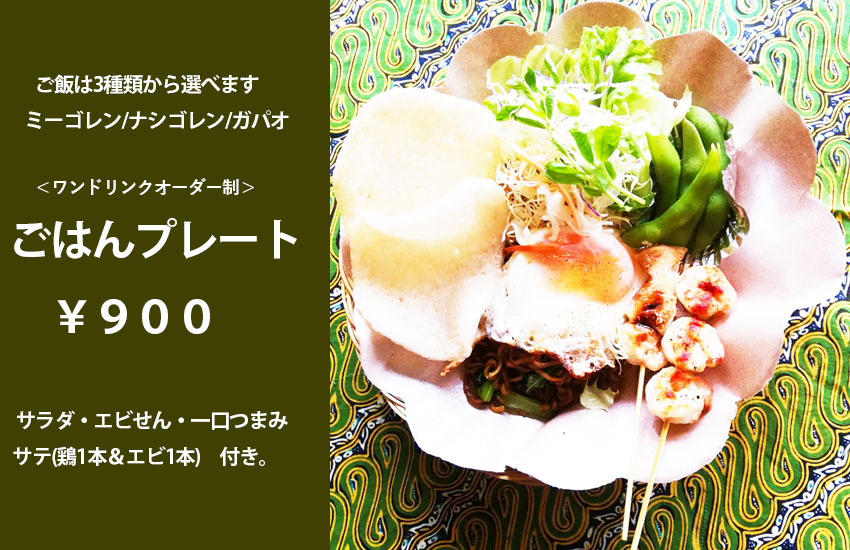 ご飯は3種類から選べます
ミーゴレン/ナシゴレン/ガパオ
＜ワンドリンクオーダー制＞
ごはんプレート
￥９００
サラダ・エビせん・一口つまみ
サテ(鶏1本＆エビ1本)　付き。